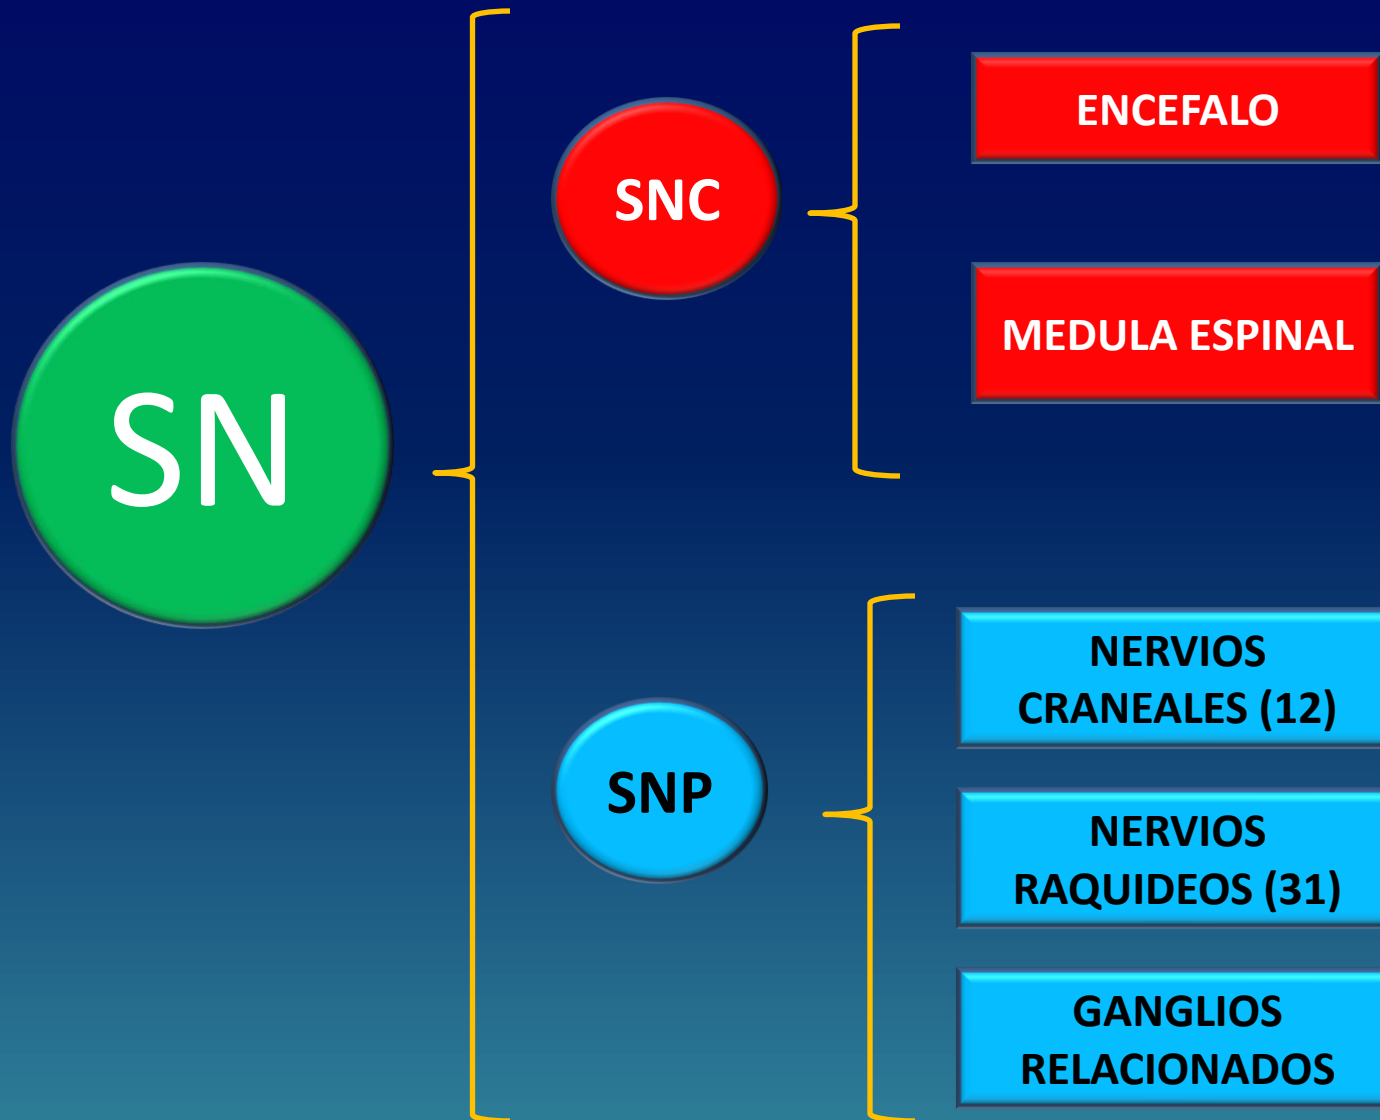 SN
SNC
ENCEFALO
MEDULA ESPINAL
SNP
NERVIOS
CRANEALES (12)
NERVIOS
RAQUIDEOS (31)
GANGLIOS
RELACIONADOS